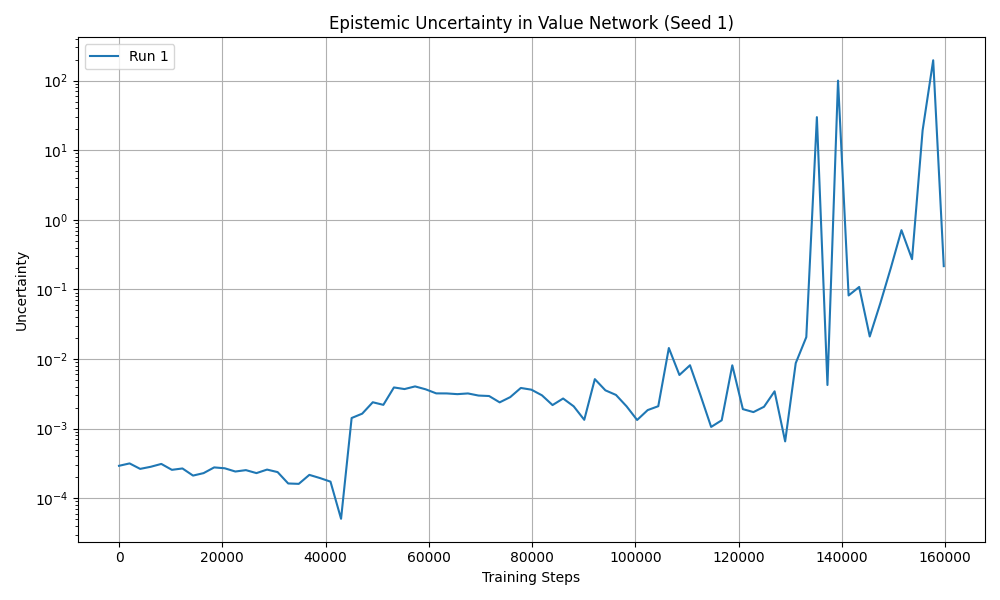 Epistemic Uncertainty in Value Network (Seed 1)
Run 1
Uncertainty
10²
10¹
10⁰
10⁻¹
10⁻²
10⁻³
10⁻⁴
0 20000 40000 60000 80000 100000 120000 140000 160000
Training Steps